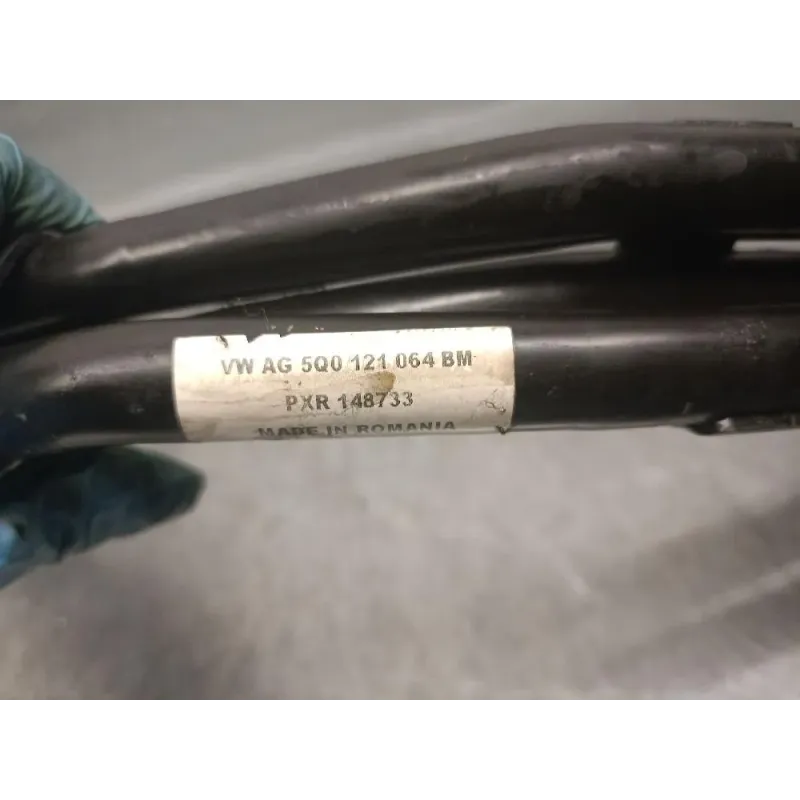 VW AG 5Q0 121 064 BM
PXR 148733
MADE IN ROMANIA